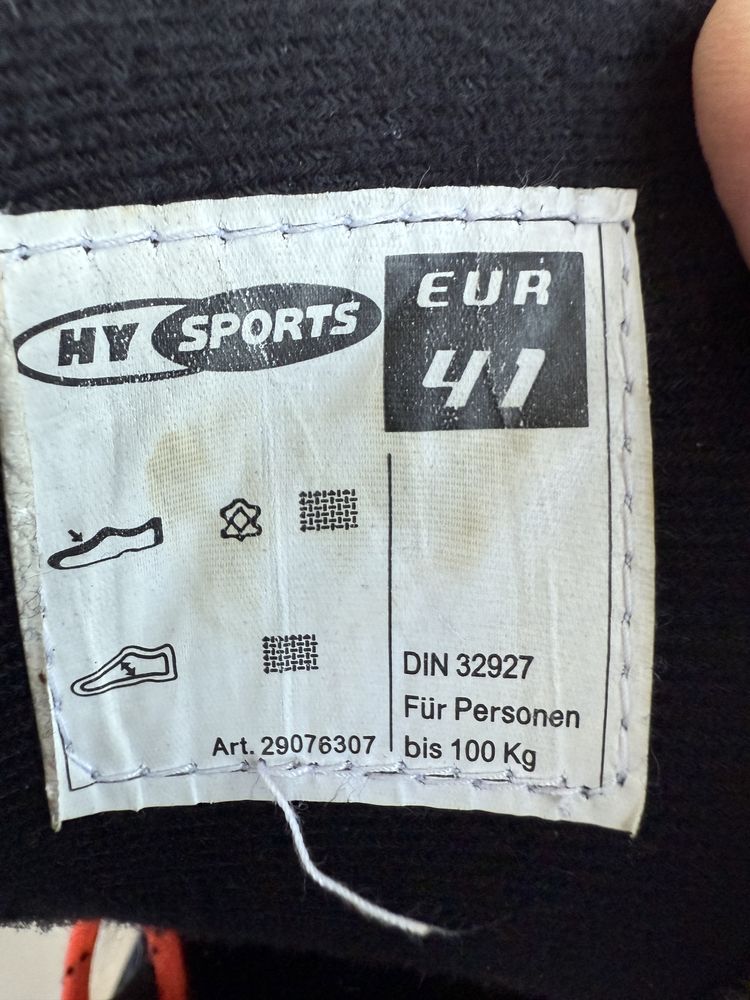 HY SPORTS
EUR
41
DIN 32927
Für Personen
bis 100 Kg
Art. 29076307